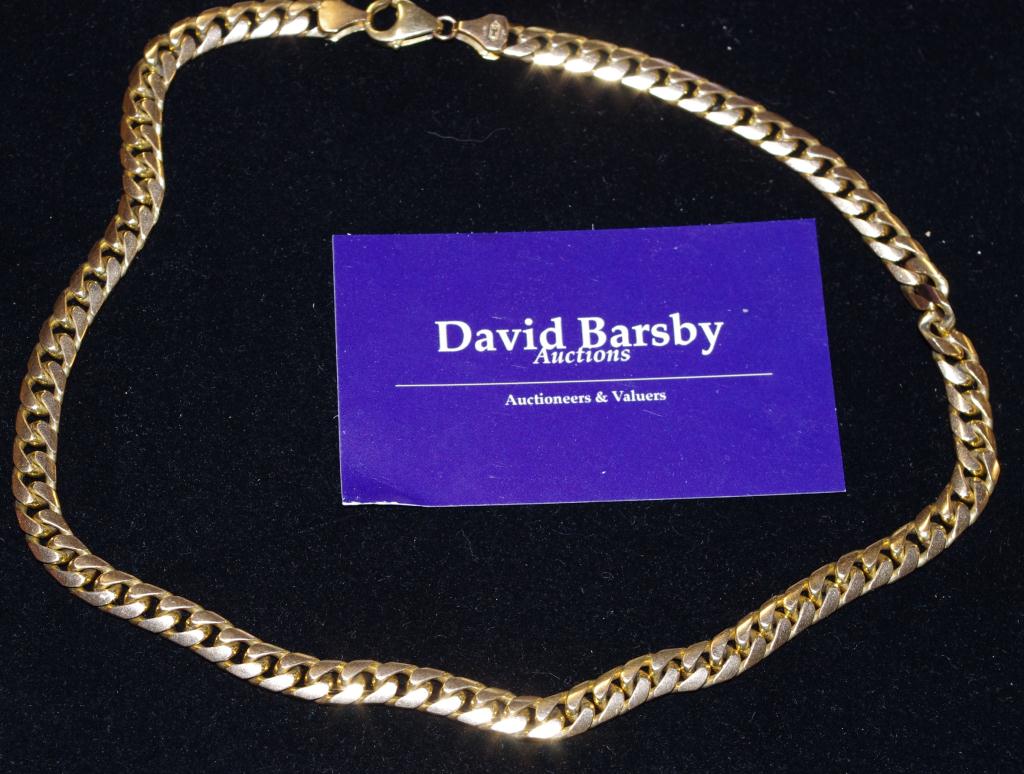 David Barsby
Auctions
Auctioneers & Valuers